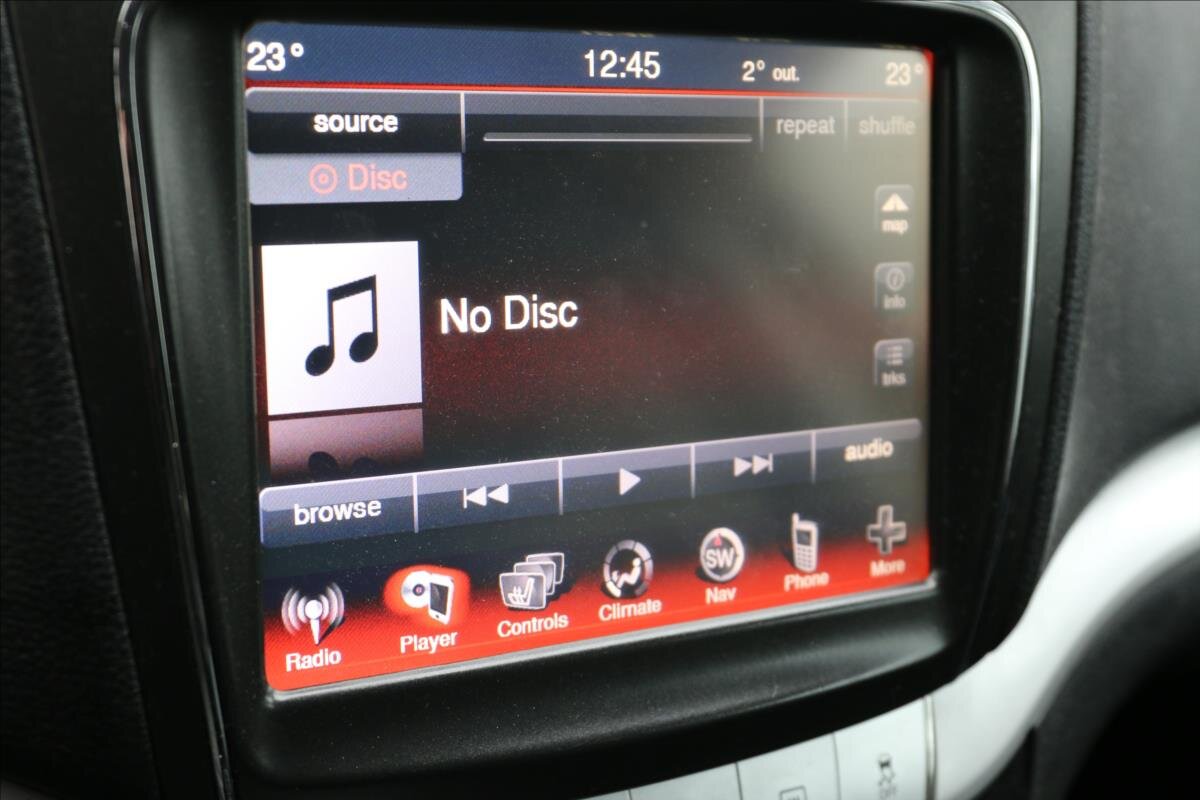 23° 12:45 2° out. 23°
source repeat shuffle
Disc
map
No Disc
info
trks
browse audio
Radio Player Controls Climate Nav Phone More
SW
OFF